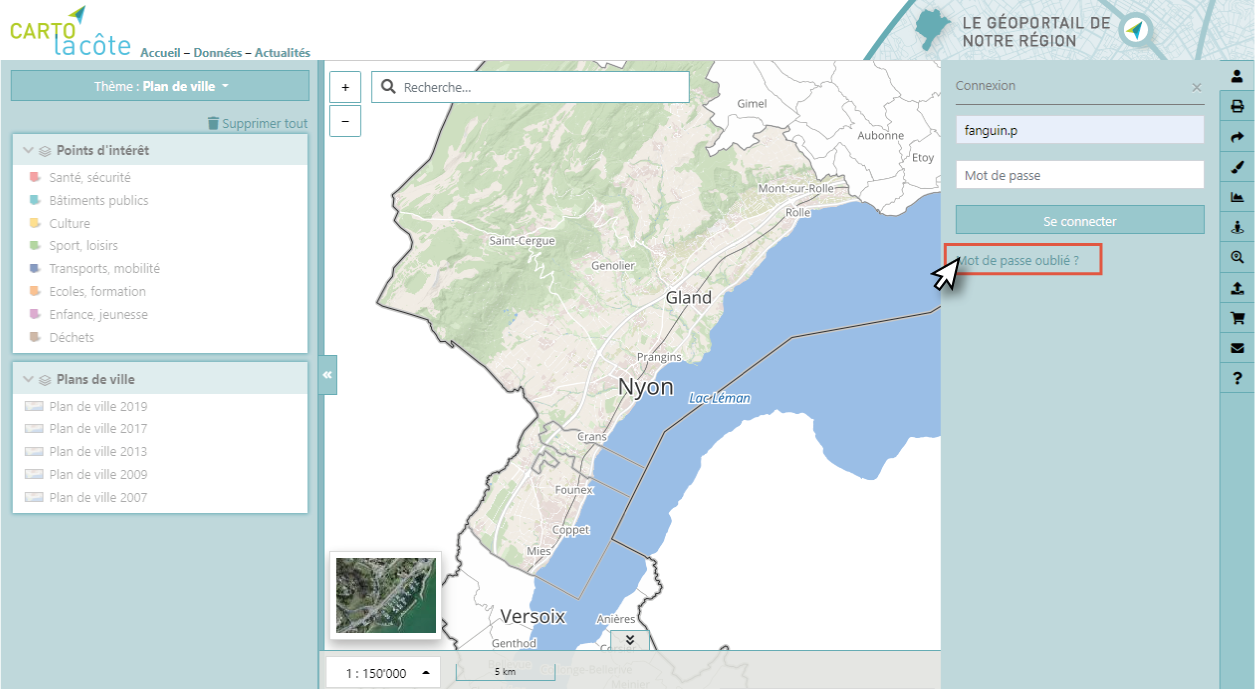 CARTO
lacôte
Accueil – Données – Actualités
LE GÉOPORTAIL DE
NOTRE RÉGION
Thème : Plan de ville
Supprimer tout
Points d'intérêt
Santé, sécurité
Bâtiments publics
Culture
Sport, loisirs
Transports, mobilité
Ecoles, formation
Enfance, jeunesse
Déchets
Plans de ville
Plan de ville 2019
Plan de ville 2017
Plan de ville 2013
Plan de ville 2009
Plan de ville 2007
«
+
−
Recherche...
Gimel
Aubonne
Etoy
Mont-sur-Rolle
Rolle
Saint-Cergue
Genolier
Gland
Prangins
Nyon
Lac Léman
Crans
Founex
Coppet
Mies
Versoix
Anières
Genthod
Corsier
1 : 150'000
5 km
Connexion
×
fanguin.p
Mot de passe
Se connecter
Mot de passe oublié ?
?